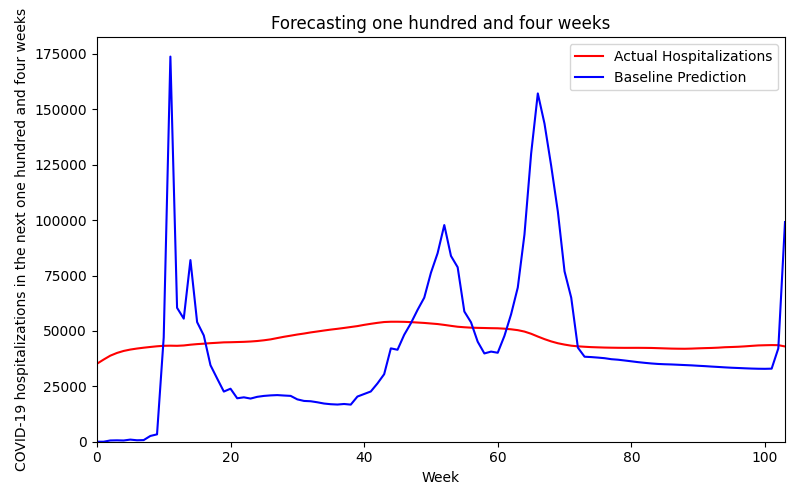 Forecasting one hundred and four weeks
COVID-19 hospitalizations in the next one hundred and four weeks
175000
150000
125000
100000
75000
50000
25000
0
Actual Hospitalizations
Baseline Prediction
0 20 40 60 80 100
Week